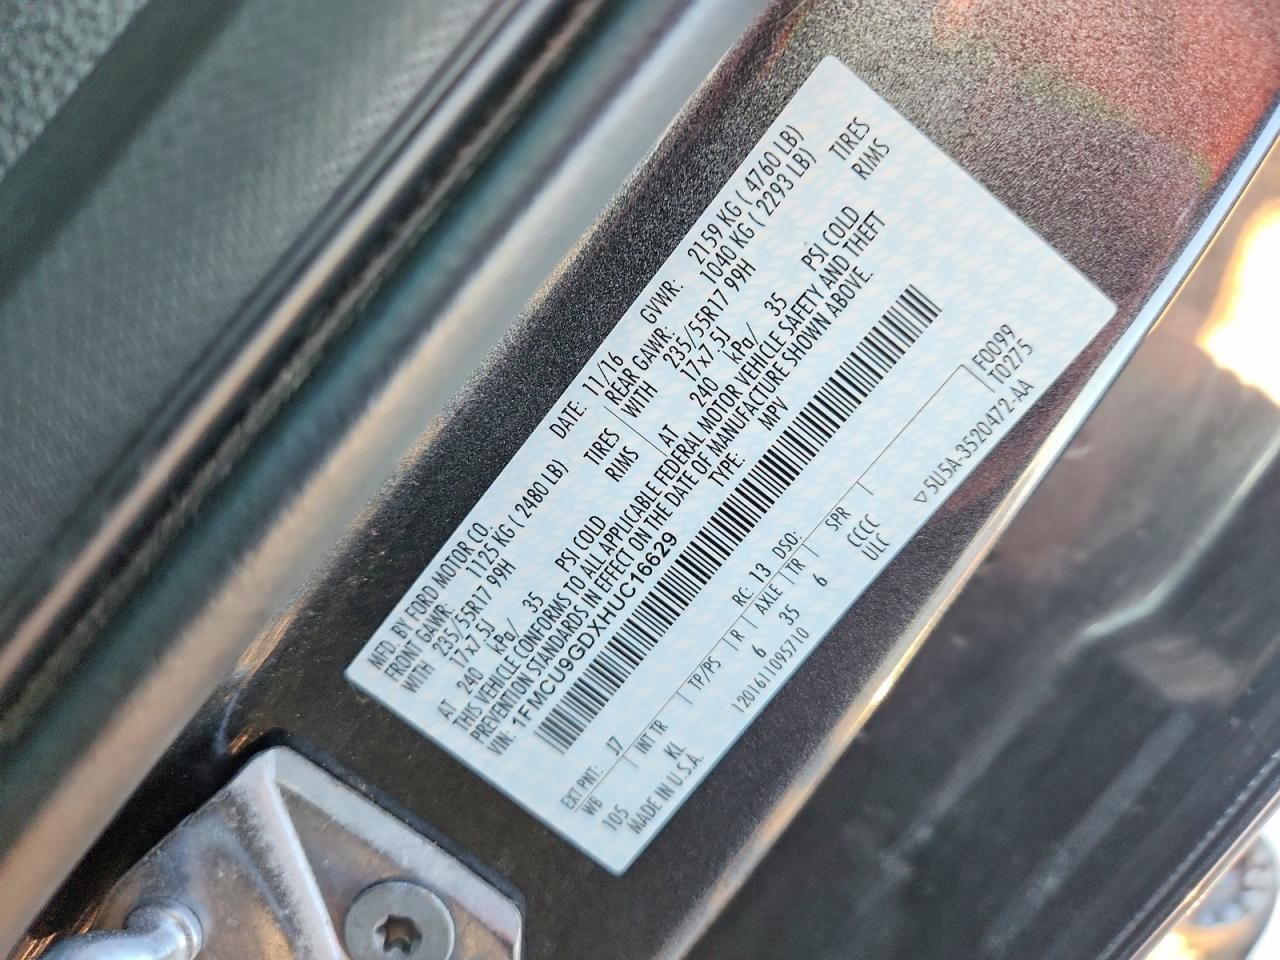 MFD. BY FORD MOTOR CO.
DATE: 11/16 GVWR: 2159 KG ( 4760 LB)
FRONT GAWR: 1125 KG ( 2480 LB) REAR GAWR: 1040 KG ( 2293 LB)
WITH 235/55R17 99H TIRES WITH 235/55R17 99H TIRES
17x7.5J RIMS 17x7.5J RIMS
AT 240 kPa/ 35 PSI COLD AT 240 kPa/ 35 PSI COLD
THIS VEHICLE CONFORMS TO ALL APPLICABLE FEDERAL MOTOR VEHICLE SAFETY AND THEFT
PREVENTION STANDARDS IN EFFECT ON THE DATE OF MANUFACTURE SHOWN ABOVE.
VIN: 1FMCU9GDXHUC16629 TYPE: MPV
EXT PNT: J7 RC: 13 DSO: F0099
WB INT TR TP/PS R AXLE TR SPR T0275
105 KL 6 35 6 CCCC
MADE IN U.S.A. 120161109571O ULC
▽5U5A-3520472-AA